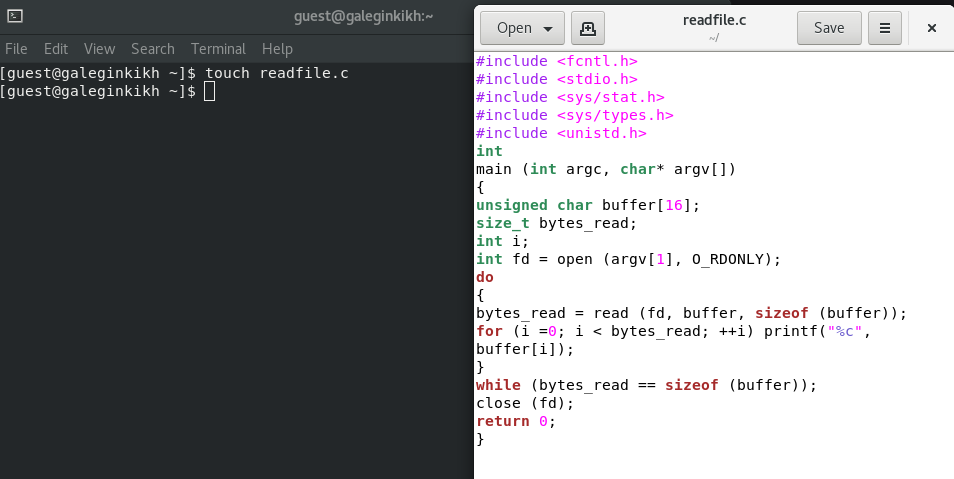 guest@galeginkikh:~
File Edit View Search Terminal Help
[guest@galeginkikh ~]$ touch readfile.c
[guest@galeginkikh ~]$
Open
readfile.c
~/
Save
#include <fcntl.h>
#include <stdio.h>
#include <sys/stat.h>
#include <sys/types.h>
#include <unistd.h>
int
main (int argc, char* argv[])
{
unsigned char buffer[16];
size_t bytes_read;
int i;
int fd = open (argv[1], O_RDONLY);
do
{
bytes_read = read (fd, buffer, sizeof (buffer));
for (i =0; i < bytes_read; ++i) printf("%c",
buffer[i]);
}
while (bytes_read == sizeof (buffer));
close (fd);
return 0;
}